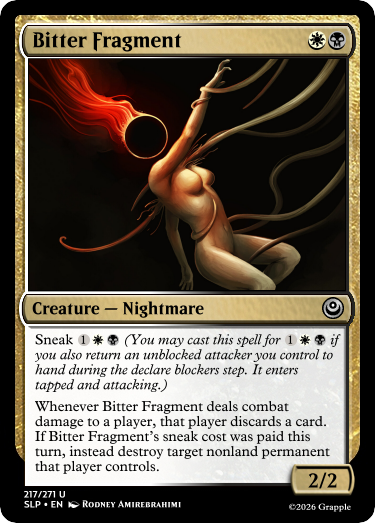 Bitter Fragment
Creature — Nightmare
Sneak 1 (You may cast this spell for 1 if
you also return an unblocked attacker you control to
hand during the declare blockers step. It enters
tapped and attacking.)
Whenever Bitter Fragment deals combat
damage to a player, that player discards a card.
If Bitter Fragment's sneak cost was paid this
turn, instead destroy target nonland permanent
that player controls.
2/2
217/271 U
SLP • EN Rodney Amirebrahimi
©2026 Grapple